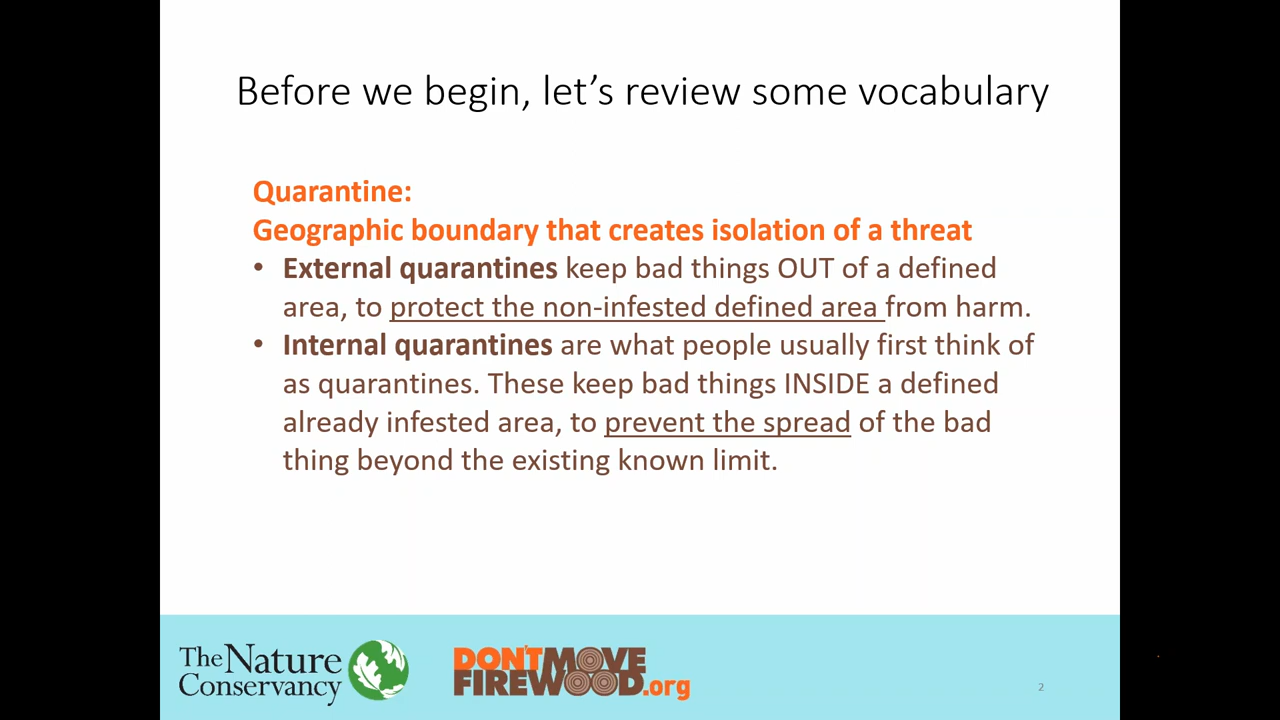 Before we begin, let's review some vocabulary
Quarantine:
Geographic boundary that creates isolation of a threat
• External quarantines keep bad things OUT of a defined
area, to protect the non-infested defined area from harm.
• Internal quarantines are what people usually first think of
as quarantines. These keep bad things INSIDE a defined
already infested area, to prevent the spread of the bad
thing beyond the existing known limit.
The Nature
Conservancy
DON'T MOVE
FIREWOOD.org
2